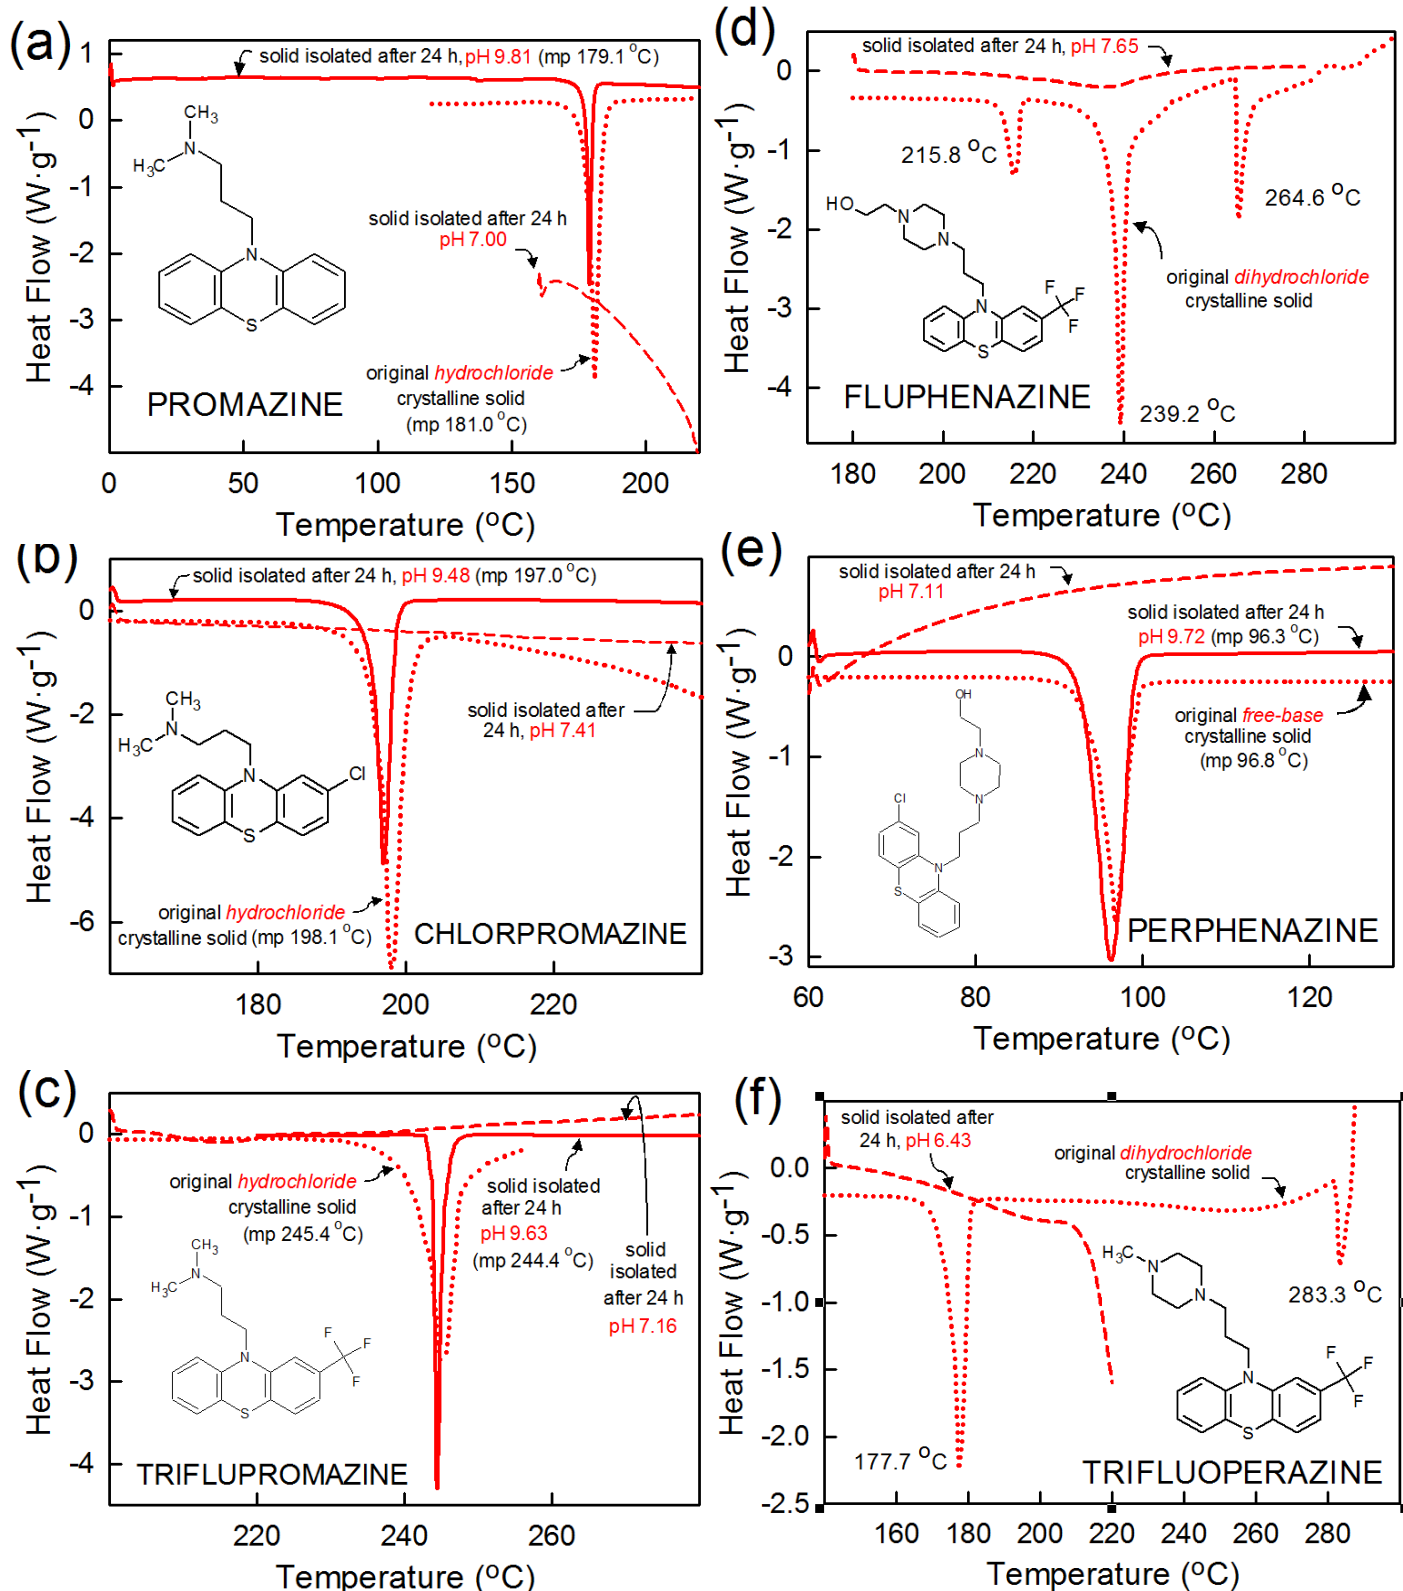 (a)
solid isolated after 24 h, pH 9.81 (mp 179.1 °C)
CH3
N
H3C
N
S
solid isolated after 24 h
pH 7.00
original hydrochloride
crystalline solid
(mp 181.0 °C)
PROMAZINE
Heat Flow (W·g-1)
1
0
-1
-2
-3
-4
0 50 100 150 200
Temperature (°C)
(d)
solid isolated after 24 h, pH 7.65
215.8 °C
264.6 °C
HO
N
N
N
S
F
F
F
original dihydrochloride
crystalline solid
FLUPHENAZINE
239.2 °C
Heat Flow (W·g-1)
0
-1
-2
-3
-4
180 200 220 240 260 280
Temperature (°C)
(b)
solid isolated after 24 h, pH 9.48 (mp 197.0 °C)
CH3
N
H3C
N
Cl
S
solid isolated after
24 h, pH 7.41
original hydrochloride
crystalline solid (mp 198.1 °C)
CHLORPROMAZINE
Heat Flow (W·g-1)
0
-2
-4
-6
180 200 220
Temperature (°C)
(e)
solid isolated after 24 h
pH 7.11
solid isolated after 24 h
pH 9.72 (mp 96.3 °C)
original free-base
crystalline solid
(mp 96.8 °C)
OH
N
N
Cl
N
S
PERPHENAZINE
Heat Flow (W·g-1)
0
-1
-2
-3
60 80 100 120
Temperature (°C)
(c)
original hydrochloride
crystalline solid
(mp 245.4 °C)
solid isolated
after 24 h
pH 9.63
(mp 244.4 °C)
solid
isolated
after 24 h
pH 7.16
CH3
N
H3C
N
S
F
F
F
TRIFLUPROMAZINE
Heat Flow (W·g-1)
0
-1
-2
-3
-4
220 240 260
Temperature (°C)
(f)
solid isolated after
24 h, pH 6.43
original dihydrochloride
crystalline solid
H3C
N
N
N
S
F
F
F
283.3 °C
177.7 °C
TRIFLUOPERAZINE
Heat Flow (W·g-1)
0.0
-0.5
-1.0
-1.5
-2.0
-2.5
160 180 200 220 240 260 280
Temperature (°C)